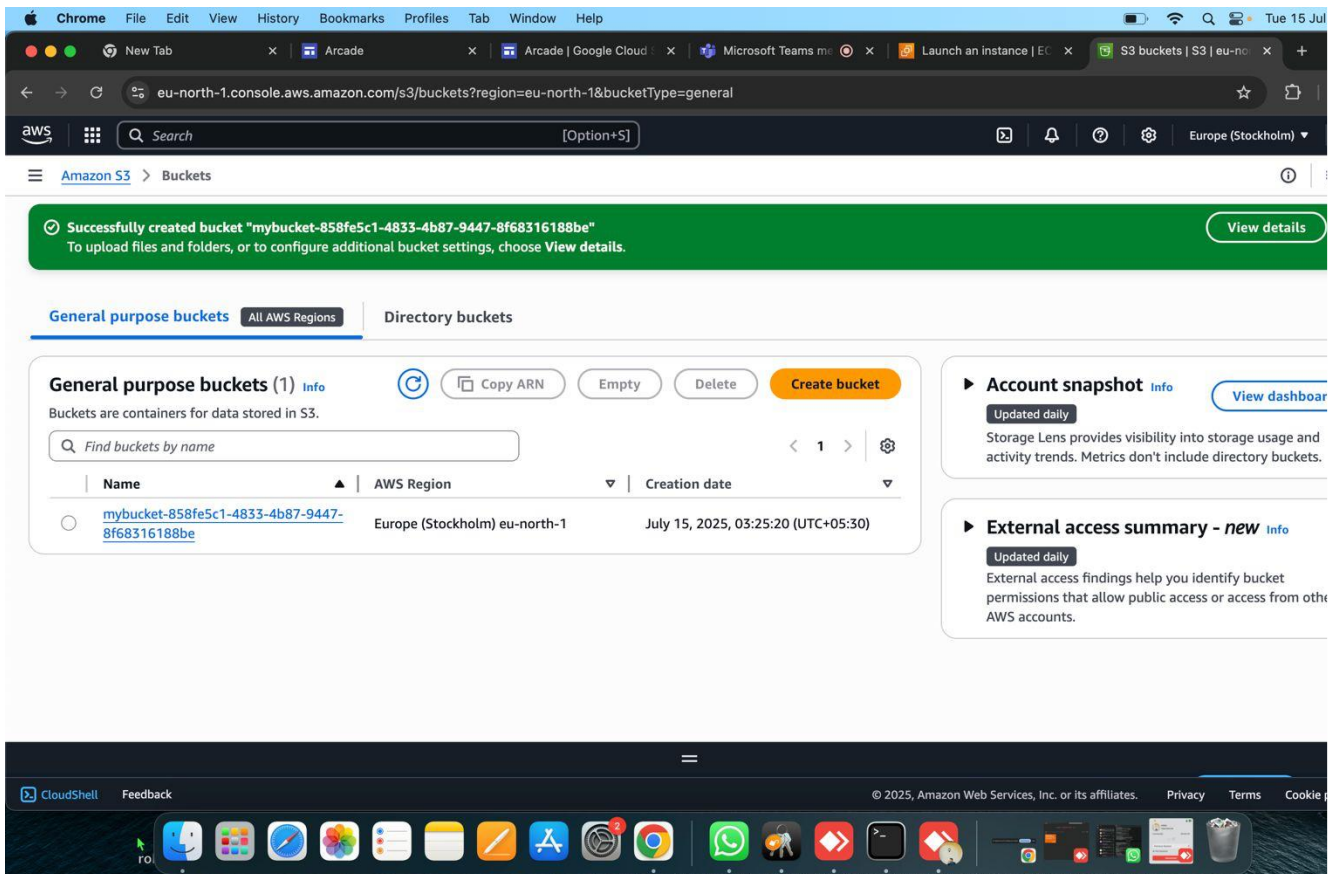 Chrome File Edit View History Bookmarks Profiles Tab Window Help Tue 15 Jul
New Tab Arcade Arcade | Google Cloud Microsoft Teams me Launch an instance | EC S3 buckets | S3 | eu-no
eu-north-1.console.aws.amazon.com/s3/buckets?region=eu-north-1&bucketType=general
aws Search [Option+S] Europe (Stockholm)
Amazon S3 > Buckets
Successfully created bucket "mybucket-858fe5c1-4833-4b87-9447-8f68316188be"
To upload files and folders, or to configure additional bucket settings, choose View details.
View details
General purpose buckets All AWS Regions Directory buckets
General purpose buckets (1) Info Copy ARN Empty Delete Create bucket
Buckets are containers for data stored in S3.
Find buckets by name
1
Name AWS Region Creation date
mybucket-858fe5c1-4833-4b87-9447-
8f68316188be
Europe (Stockholm) eu-north-1 July 15, 2025, 03:25:20 (UTC+05:30)
Account snapshot Info View dashboar
Updated daily
Storage Lens provides visibility into storage usage and
activity trends. Metrics don't include directory buckets.
External access summary - new Info
Updated daily
External access findings help you identify bucket
permissions that allow public access or access from othe
AWS accounts.
CloudShell Feedback © 2025, Amazon Web Services, Inc. or its affiliates. Privacy Terms Cookie p
ro
2